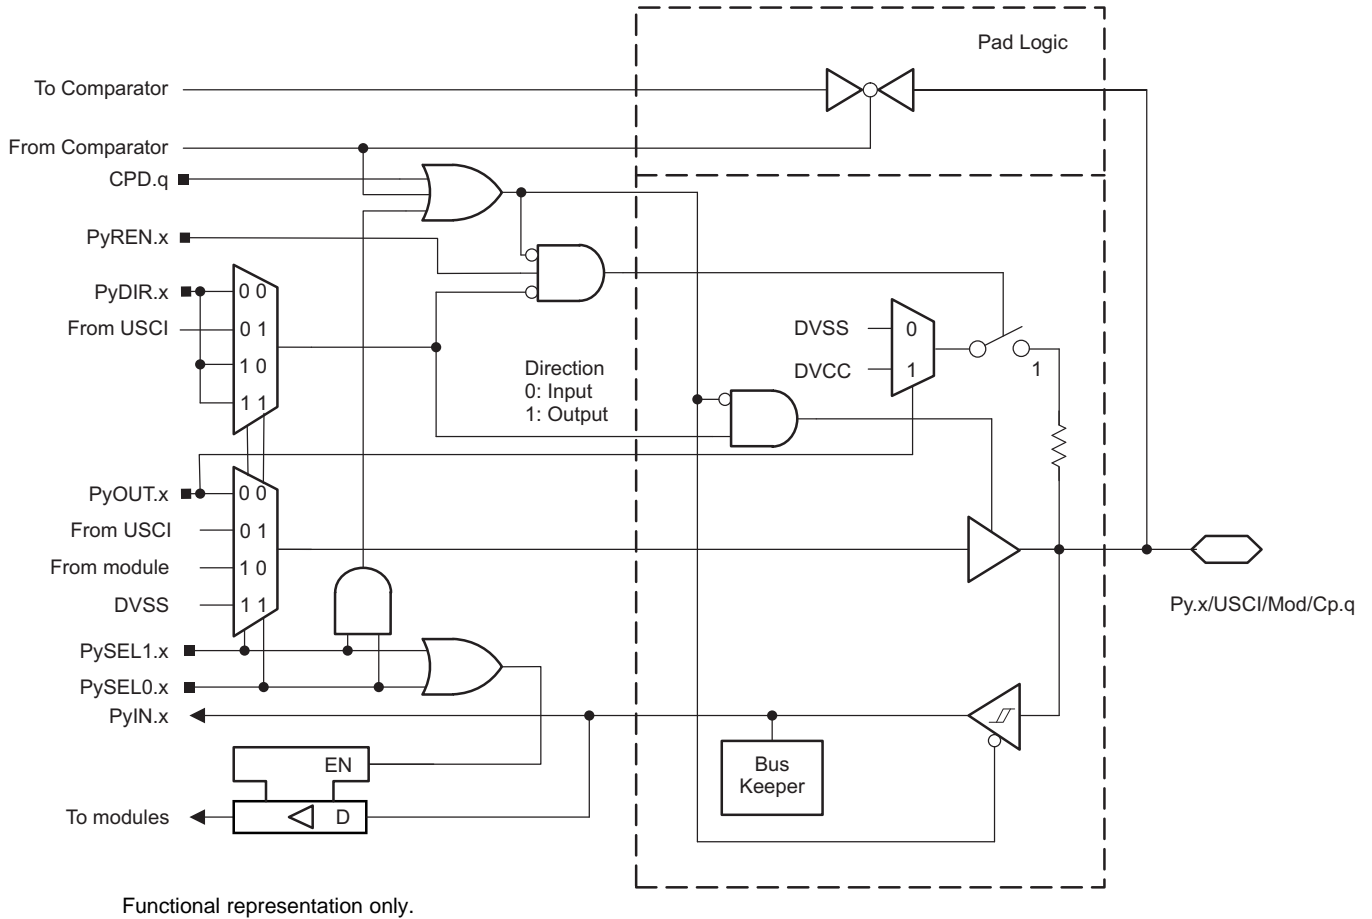 Pad Logic
To Comparator
From Comparator
CPD.q
PyREN.x
PyDIR.x
0 0
From USCI
0 1
1 0
1 1
Direction
0: Input
1: Output
DVSS
0
DVCC
1
1
PyOUT.x
0 0
From USCI
0 1
From module
1 0
DVSS
1 1
Py.x/USCI/Mod/Cp.q
PySEL1.x
PySEL0.x
PyIN.x
EN
Bus
Keeper
To modules
D
Functional representation only.